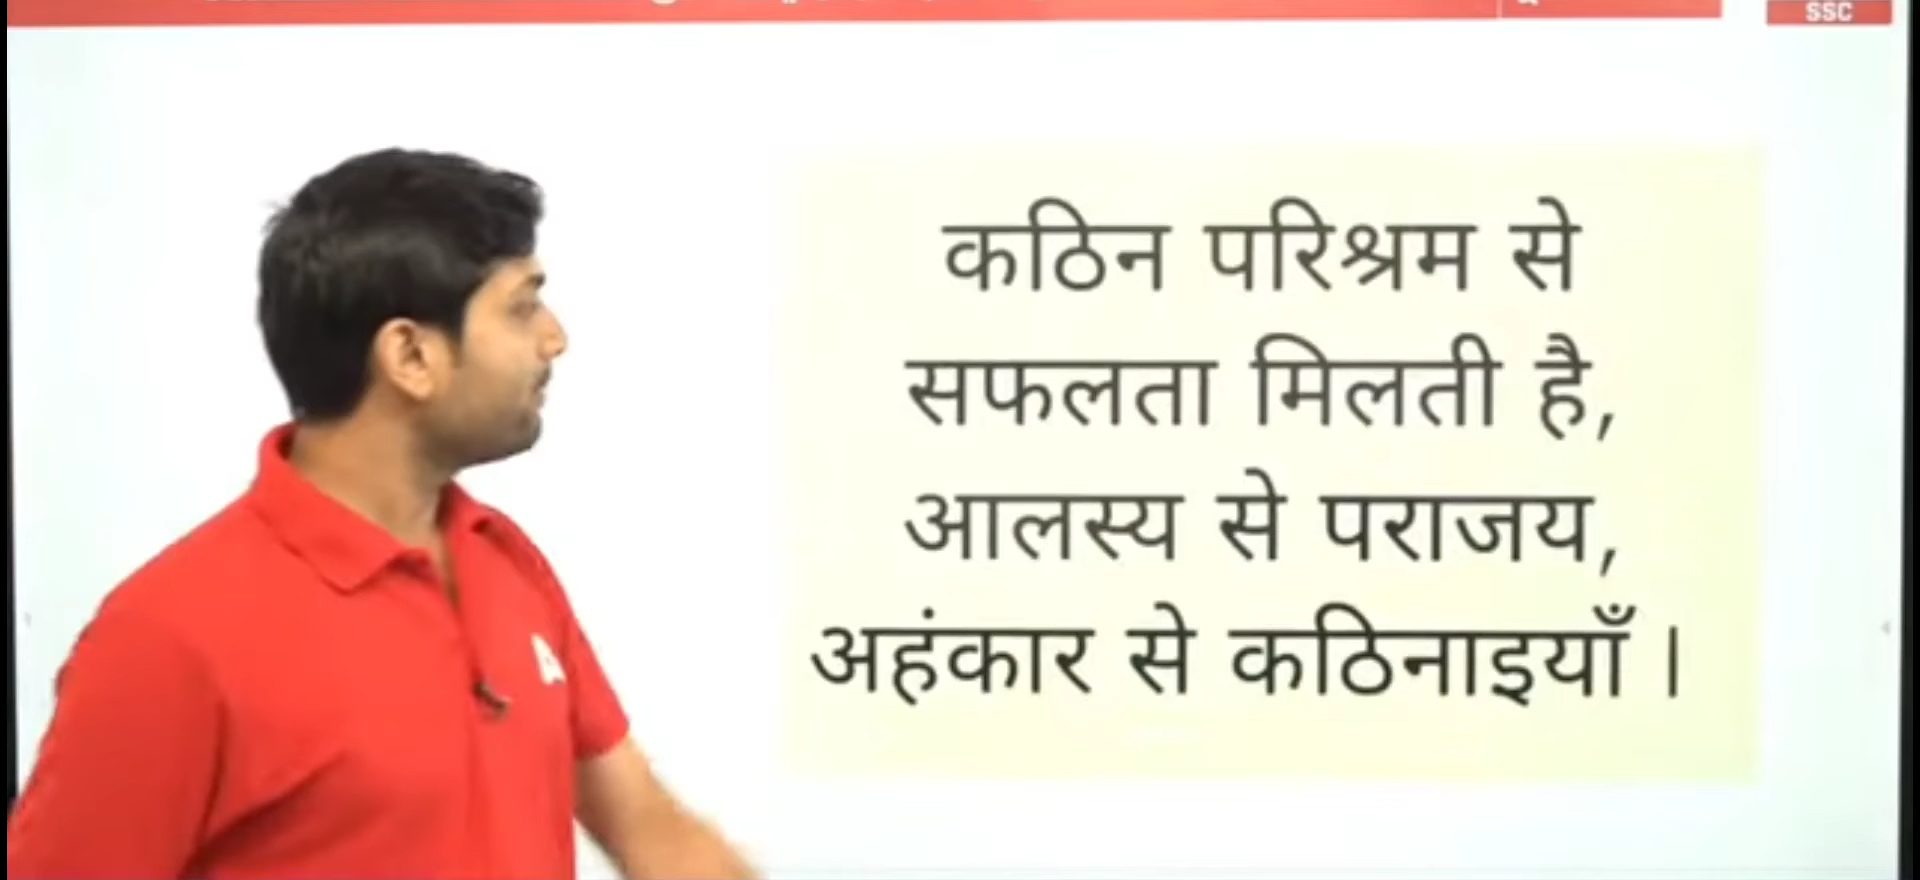 SSC
कठिन परिश्रम से
सफलता मिलती है,
आलस्य से पराजय,
अहंकार से कठिनाइयाँ ।